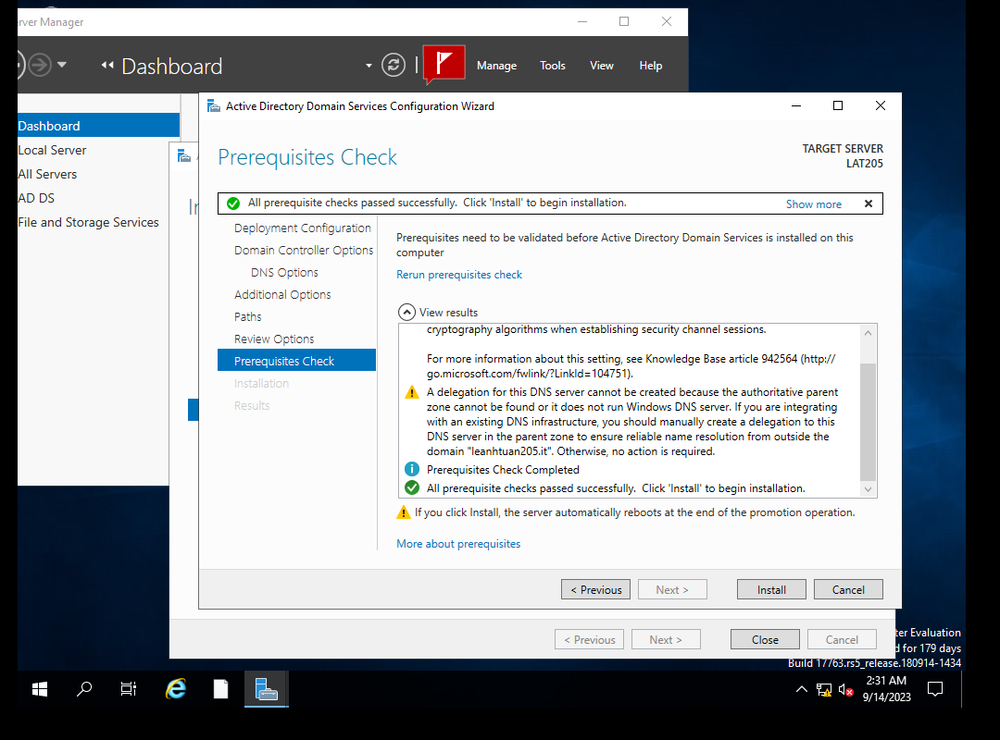 erver Manager
Dashboard
Manage
Tools
View
Help
Dashboard
Local Server
All Servers
AD DS
File and Storage Services
Active Directory Domain Services Configuration Wizard
Prerequisites Check
TARGET SERVER
LAT205
All prerequisite checks passed successfully.  Click 'Install' to begin installation.
Show more
Deployment Configuration
Domain Controller Options
DNS Options
Additional Options
Paths
Review Options
Prerequisites Check
Installation
Results
Prerequisites need to be validated before Active Directory Domain Services is installed on this
computer
Rerun prerequisites check
View results
cryptography algorithms when establishing security channel sessions.
For more information about this setting, see Knowledge Base article 942564 (http://
go.microsoft.com/fwlink/?LinkId=104751).
A delegation for this DNS server cannot be created because the authoritative parent
zone cannot be found or it does not run Windows DNS server. If you are integrating
with an existing DNS infrastructure, you should manually create a delegation to this
DNS server in the parent zone to ensure reliable name resolution from outside the
domain "leanhtuan205.it". Otherwise, no action is required.
Prerequisites Check Completed
All prerequisite checks passed successfully.  Click 'Install' to begin installation.
If you click Install, the server automatically reboots at the end of the promotion operation.
More about prerequisites
< Previous
Next >
Install
Cancel
< Previous
Next >
Close
Cancel
ter Evaluation
d for 179 days
Build 17763.rs5_release.180914-1434
2:31 AM
9/14/2023